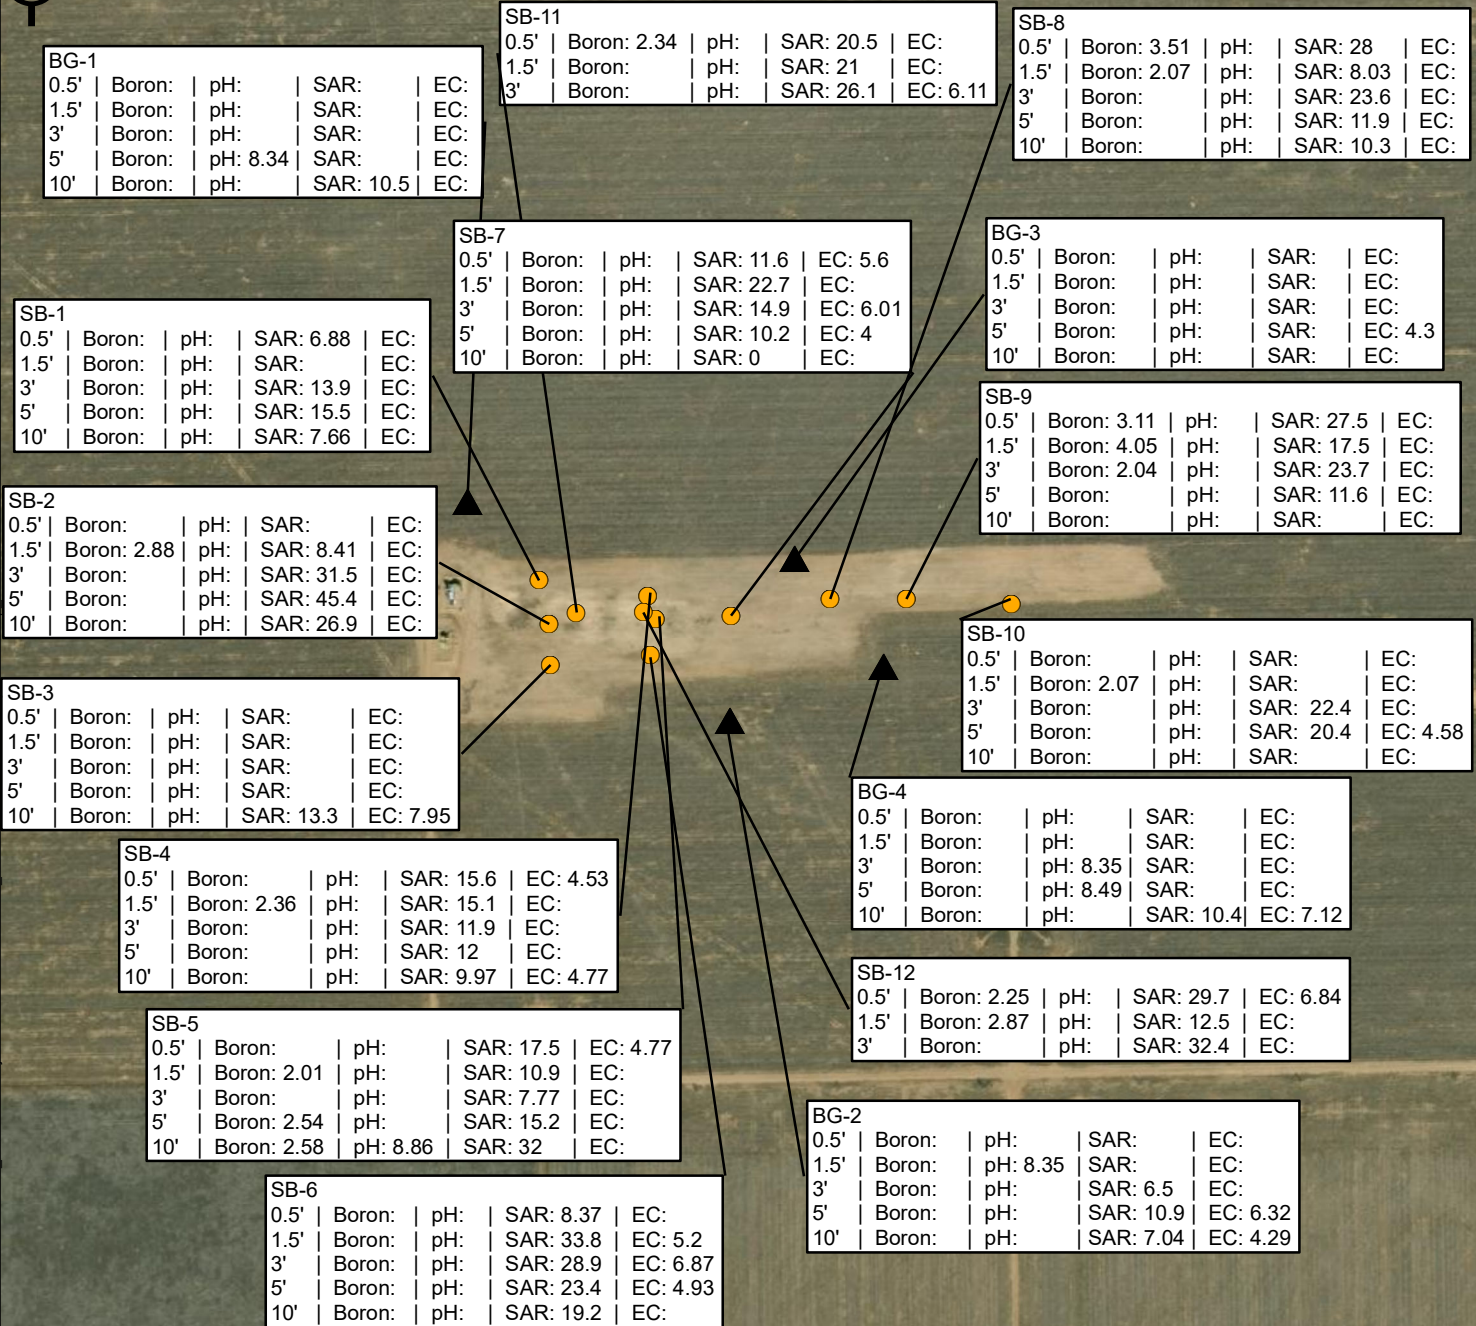 BG-1
0.5' | Boron: | pH: | SAR: | EC:
1.5' | Boron: | pH: | SAR: | EC:
3' | Boron: | pH: | SAR: | EC:
5' | Boron: | pH: 8.34 | SAR: | EC:
10' | Boron: | pH: | SAR: 10.5 | EC:
SB-11
0.5' | Boron: 2.34 | pH: | SAR: 20.5 | EC:
1.5' | Boron: | pH: | SAR: 21 | EC:
3' | Boron: | pH: | SAR: 26.1 | EC: 6.11
SB-8
0.5' | Boron: 3.51 | pH: | SAR: 28 | EC:
1.5' | Boron: 2.07 | pH: | SAR: 8.03 | EC:
3' | Boron: | pH: | SAR: 23.6 | EC:
5' | Boron: | pH: | SAR: 11.9 | EC:
10' | Boron: | pH: | SAR: 10.3 | EC:
SB-7
0.5' | Boron: | pH: | SAR: 11.6 | EC: 5.6
1.5' | Boron: | pH: | SAR: 22.7 | EC:
3' | Boron: | pH: | SAR: 14.9 | EC: 6.01
5' | Boron: | pH: | SAR: 10.2 | EC: 4
10' | Boron: | pH: | SAR: 0 | EC:
BG-3
0.5' | Boron: | pH: | SAR: | EC:
1.5' | Boron: | pH: | SAR: | EC:
3' | Boron: | pH: | SAR: | EC:
5' | Boron: | pH: | SAR: | EC: 4.3
10' | Boron: | pH: | SAR: | EC:
SB-1
0.5' | Boron: | pH: | SAR: 6.88 | EC:
1.5' | Boron: | pH: | SAR: | EC:
3' | Boron: | pH: | SAR: 13.9 | EC:
5' | Boron: | pH: | SAR: 15.5 | EC:
10' | Boron: | pH: | SAR: 7.66 | EC:
SB-9
0.5' | Boron: 3.11 | pH: | SAR: 27.5 | EC:
1.5' | Boron: 4.05 | pH: | SAR: 17.5 | EC:
3' | Boron: 2.04 | pH: | SAR: 23.7 | EC:
5' | Boron: | pH: | SAR: 11.6 | EC:
10' | Boron: | pH: | SAR: | EC:
SB-2
0.5' | Boron: | pH: | SAR: | EC:
1.5' | Boron: 2.88 | pH: | SAR: 8.41 | EC:
3' | Boron: | pH: | SAR: 31.5 | EC:
5' | Boron: | pH: | SAR: 45.4 | EC:
10' | Boron: | pH: | SAR: 26.9 | EC:
SB-10
0.5' | Boron: | pH: | SAR: | EC:
1.5' | Boron: 2.07 | pH: | SAR: | EC:
3' | Boron: | pH: | SAR: 22.4 | EC:
5' | Boron: | pH: | SAR: 20.4 | EC: 4.58
10' | Boron: | pH: | SAR: | EC:
SB-3
0.5' | Boron: | pH: | SAR: | EC:
1.5' | Boron: | pH: | SAR: | EC:
3' | Boron: | pH: | SAR: | EC:
5' | Boron: | pH: | SAR: | EC:
10' | Boron: | pH: | SAR: 13.3 | EC: 7.95
BG-4
0.5' | Boron: | pH: | SAR: | EC:
1.5' | Boron: | pH: | SAR: | EC:
3' | Boron: | pH: 8.35 | SAR: | EC:
5' | Boron: | pH: 8.49 | SAR: | EC:
10' | Boron: | pH: | SAR: 10.4 | EC: 7.12
SB-4
0.5' | Boron: | pH: | SAR: 15.6 | EC: 4.53
1.5' | Boron: 2.36 | pH: | SAR: 15.1 | EC:
3' | Boron: | pH: | SAR: 11.9 | EC:
5' | Boron: | pH: | SAR: 12 | EC:
10' | Boron: | pH: | SAR: 9.97 | EC: 4.77
SB-12
0.5' | Boron: 2.25 | pH: | SAR: 29.7 | EC: 6.84
1.5' | Boron: 2.87 | pH: | SAR: 12.5 | EC:
3' | Boron: | pH: | SAR: 32.4 | EC:
SB-5
0.5' | Boron: | pH: | SAR: 17.5 | EC: 4.77
1.5' | Boron: 2.01 | pH: | SAR: 10.9 | EC:
3' | Boron: | pH: | SAR: 7.77 | EC:
5' | Boron: 2.54 | pH: | SAR: 15.2 | EC:
10' | Boron: 2.58 | pH: 8.86 | SAR: 32 | EC:
BG-2
0.5' | Boron: | pH: | SAR: | EC:
1.5' | Boron: | pH: 8.35 | SAR: | EC:
3' | Boron: | pH: | SAR: 6.5 | EC:
5' | Boron: | pH: | SAR: 10.9 | EC: 6.32
10' | Boron: | pH: | SAR: 7.04 | EC: 4.29
SB-6
0.5' | Boron: | pH: | SAR: 8.37 | EC:
1.5' | Boron: | pH: | SAR: 33.8 | EC: 5.2
3' | Boron: | pH: | SAR: 28.9 | EC: 6.87
5' | Boron: | pH: | SAR: 23.4 | EC: 4.93
10' | Boron: | pH: | SAR: 19.2 | EC: